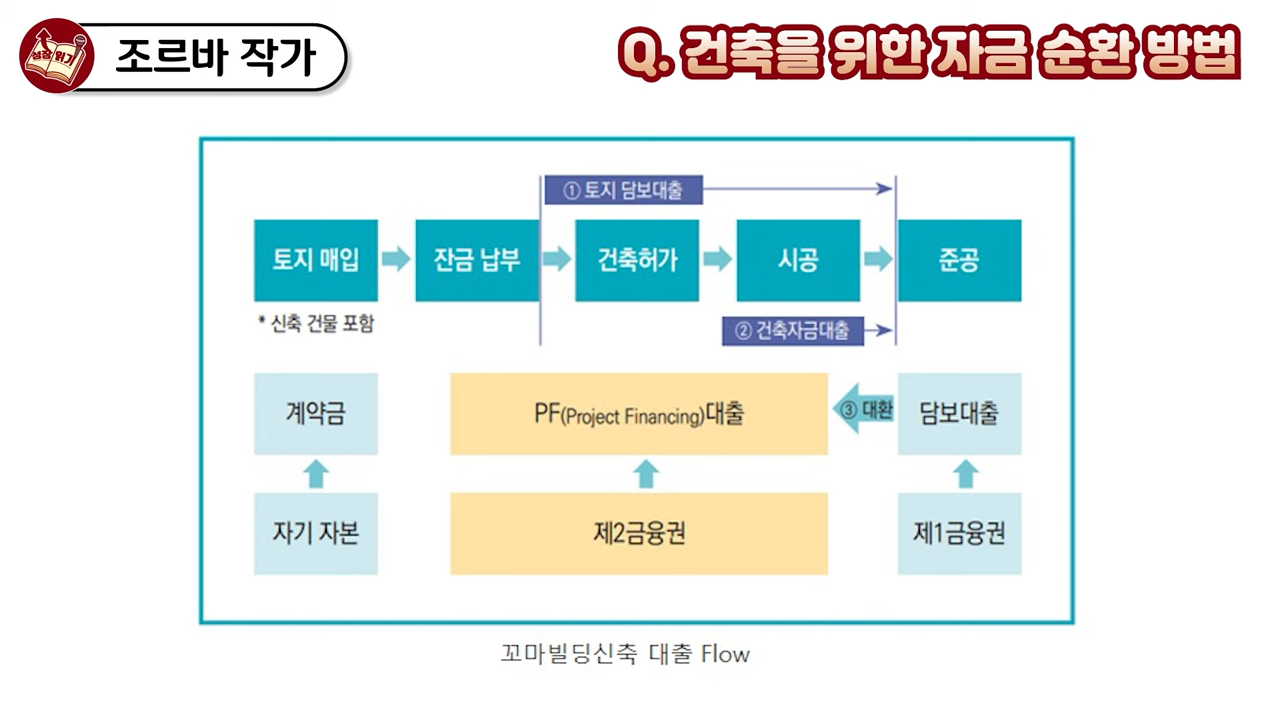 성장 읽기
조르바 작가
Q. 건축을 위한 자금 순환 방법
① 토지 담보대출
토지 매입
잔금 납부
건축허가
시공
준공
* 신축 건물 포함
② 건축자금대출
계약금
PF(Project Financing)대출
③ 대환
담보대출
자기 자본
제2금융권
제1금융권
꼬마빌딩신축 대출 Flow